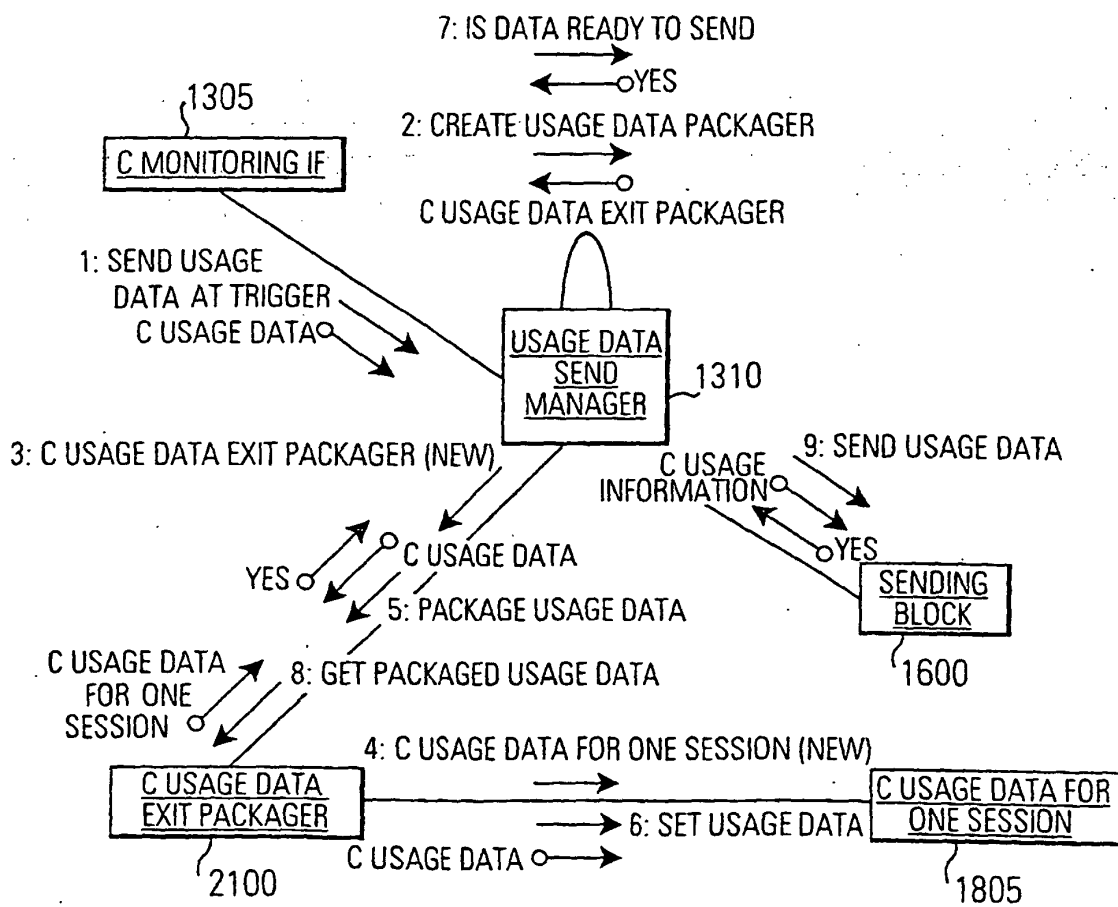 7: IS DATA READY TO SEND
YES
1305
2: CREATE USAGE DATA PACKAGER
C MONITORING IF
C USAGE DATA EXIT PACKAGER
1: SEND USAGE
DATA AT TRIGGER
C USAGE DATA
USAGE DATA
SEND
MANAGER
1310
3: C USAGE DATA EXIT PACKAGER (NEW)
9: SEND USAGE DATA
C USAGE
INFORMATION
YES
C USAGE DATA
YES
SENDING
BLOCK
5: PACKAGE USAGE DATA
1600
C USAGE DATA
FOR ONE
SESSION
8: GET PACKAGED USAGE DATA
4: C USAGE DATA FOR ONE SESSION (NEW)
C USAGE DATA
EXIT PACKAGER
C USAGE DATA FOR
ONE SESSION
6: SET USAGE DATA
C USAGE DATA
2100
1805